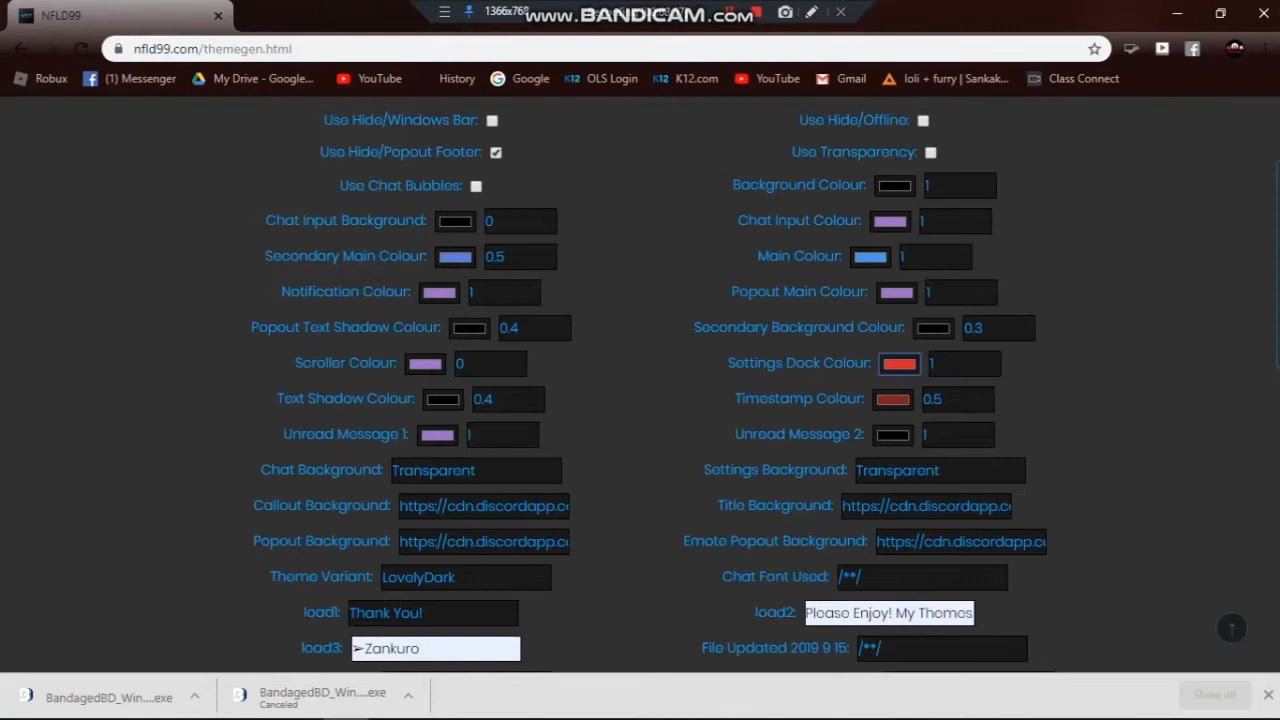 NFLD99
1366x768
www.BANDICAM.com
nfld99.com/themegen.html
Robux (1) Messenger My Drive - Google... YouTube History Google K12 OLS Login K12 K12.com YouTube Gmail loli + furry | Sankak... Class Connect
Use Hide/Windows Bar: Use Hide/Offline:
Use Hide/Popout Footer: Use Transparency:
Use Chat Bubbles: Background Colour: 1
Chat Input Background: 0 Chat Input Colour: 1
Secondary Main Colour: 0.5 Main Colour: 1
Notification Colour: 1 Popout Main Colour: 1
Popout Text Shadow Colour: 0.4 Secondary Background Colour: 0.3
Scroller Colour: 0 Settings Dock Colour: 1
Text Shadow Colour: 0.4 Timestamp Colour: 0.5
Unread Message 1: 1 Unread Message 2: 1
Chat Background: Transparent Settings Background: Transparent
Callout Background: https://cdn.discordapp.c Title Background: https://cdn.discordapp.c
Popout Background: https://cdn.discordapp.c Emote Popout Background: https://cdn.discordapp.c
Theme Variant: LovelyDark Chat Font Used: /**/
load1: Thank You! load2: Please Enjoy! My Themes
load3: ➢Zankuro File Updated 2019 9 15: /**/
BandagedBD_Win....exe BandagedBD_Win....exe Show all
Canceled